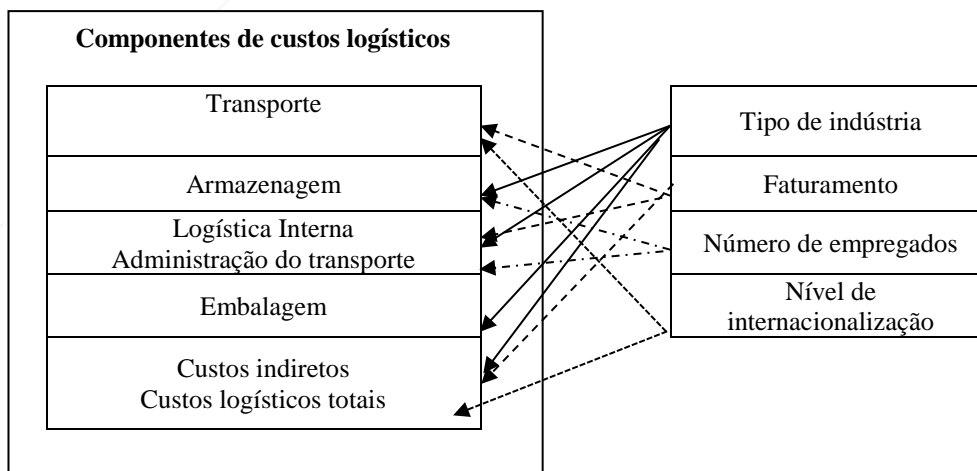 Componentes de custos logísticos
Transporte
Armazenagem
Logística Interna
Administração do transporte
Embalagem
Custos indiretos
Custos logísticos totais
Tipo de indústria
Faturamento
Número de empregados
Nível de
internacionalização